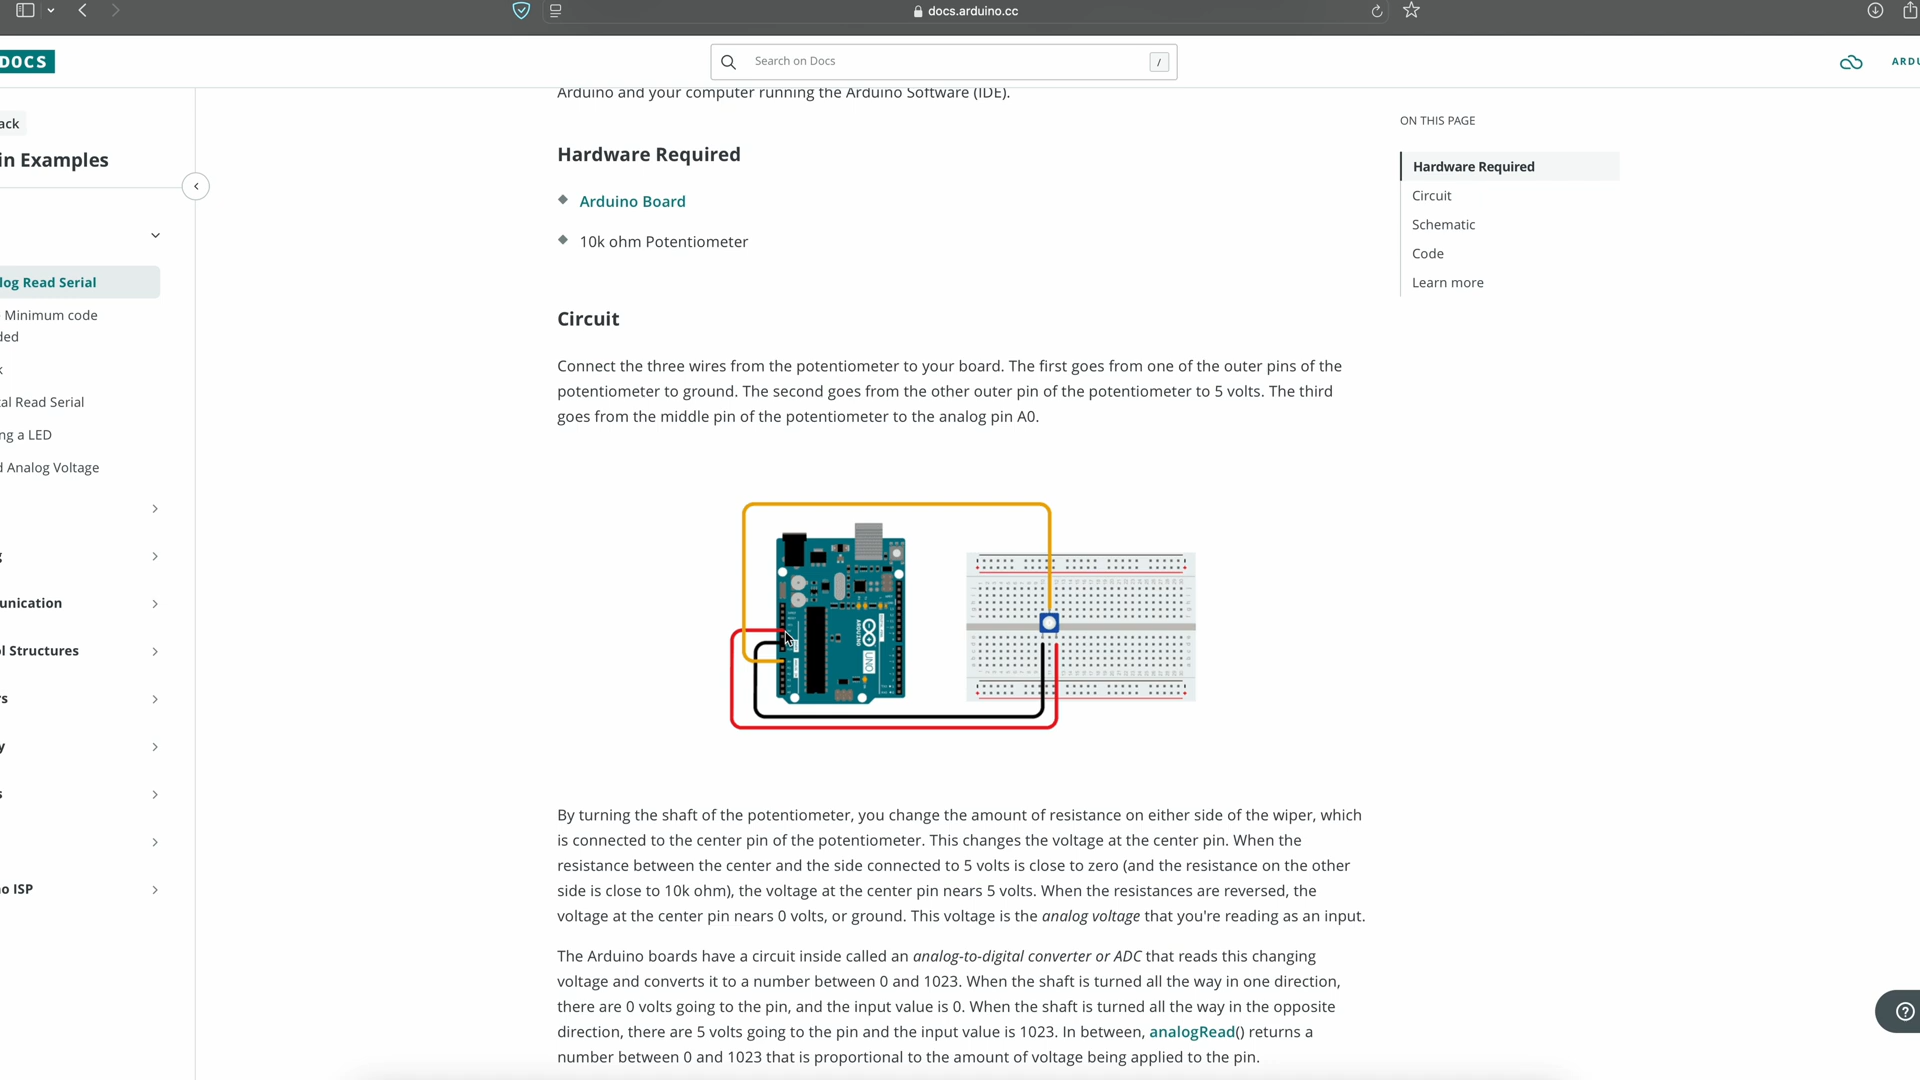 docs.arduino.cc
DOCS
Search on Docs
/
ARDU
Arduino and your computer running the Arduino Software (IDE).
ack
in Examples
log Read Serial
Minimum code
ded
k
al Read Serial
ng a LED
d Analog Voltage
g
unication
l Structures
rs
y
s
o ISP
Hardware Required
Arduino Board
10k ohm Potentiometer
Circuit
Connect the three wires from the potentiometer to your board. The first goes from one of the outer pins of the
potentiometer to ground. The second goes from the other outer pin of the potentiometer to 5 volts. The third
goes from the middle pin of the potentiometer to the analog pin A0.
ARDUINO
UNO
By turning the shaft of the potentiometer, you change the amount of resistance on either side of the wiper, which
is connected to the center pin of the potentiometer. This changes the voltage at the center pin. When the
resistance between the center and the side connected to 5 volts is close to zero (and the resistance on the other
side is close to 10k ohm), the voltage at the center pin nears 5 volts. When the resistances are reversed, the
voltage at the center pin nears 0 volts, or ground. This voltage is the analog voltage that you're reading as an input.
The Arduino boards have a circuit inside called an analog-to-digital converter or ADC that reads this changing
voltage and converts it to a number between 0 and 1023. When the shaft is turned all the way in one direction,
there are 0 volts going to the pin, and the input value is 0. When the shaft is turned all the way in the opposite
direction, there are 5 volts going to the pin and the input value is 1023. In between, analogRead() returns a
number between 0 and 1023 that is proportional to the amount of voltage being applied to the pin.
ON THIS PAGE
Hardware Required
Circuit
Schematic
Code
Learn more